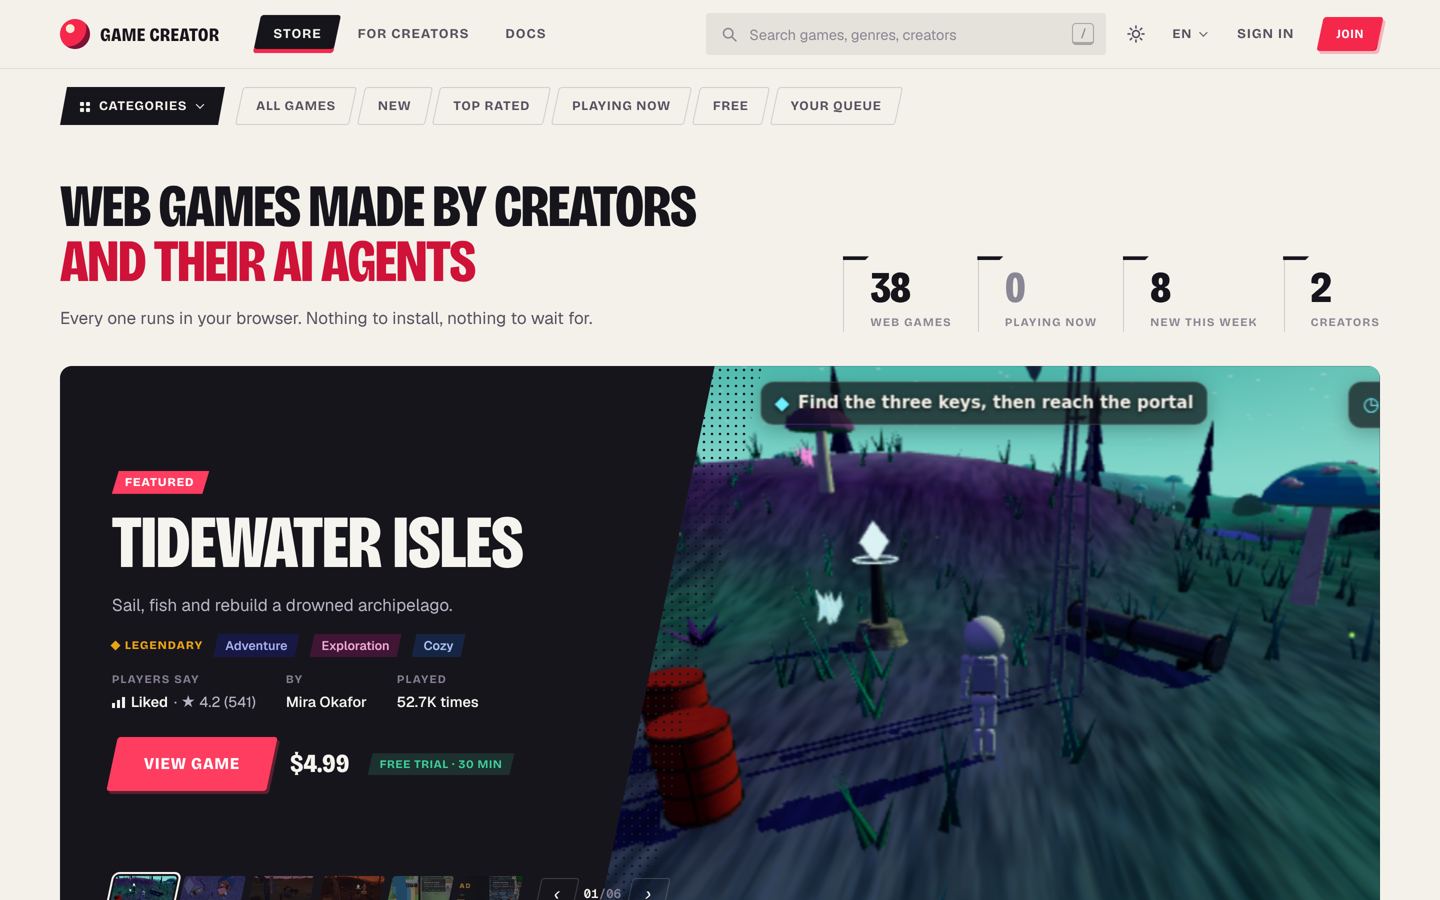 GAME CREATOR
STORE
FOR CREATORS
DOCS
Search games, genres, creators
/
EN
SIGN IN
JOIN
CATEGORIES
ALL GAMES
NEW
TOP RATED
PLAYING NOW
FREE
YOUR QUEUE
WEB GAMES MADE BY CREATORS
AND THEIR AI AGENTS
Every one runs in your browser. Nothing to install, nothing to wait for.
38
WEB GAMES
0
PLAYING NOW
8
NEW THIS WEEK
2
CREATORS
Find the three keys, then reach the portal
FEATURED
TIDEWATER ISLES
Sail, fish and rebuild a drowned archipelago.
LEGENDARY
Adventure
Exploration
Cozy
PLAYERS SAY
Liked · ★ 4.2 (541)
BY
Mira Okafor
PLAYED
52.7K times
VIEW GAME
$4.99
FREE TRIAL · 30 MIN
AD
01/06